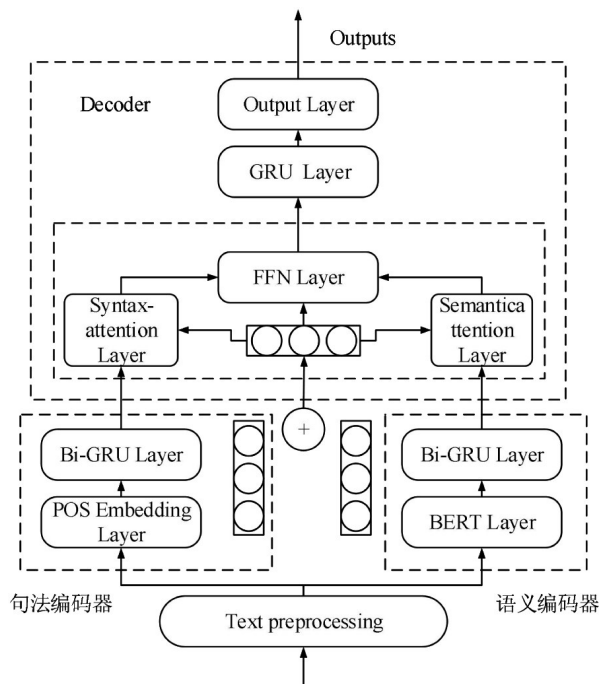 Outputs
Decoder
Output Layer
GRU Layer
FFN Layer
Syntax-
attention
Layer
Semantica
ttention
Layer
+
Bi-GRU Layer
Bi-GRU Layer
POS Embedding
Layer
BERT Layer
句法编码器
语义编码器
Text preprocessing